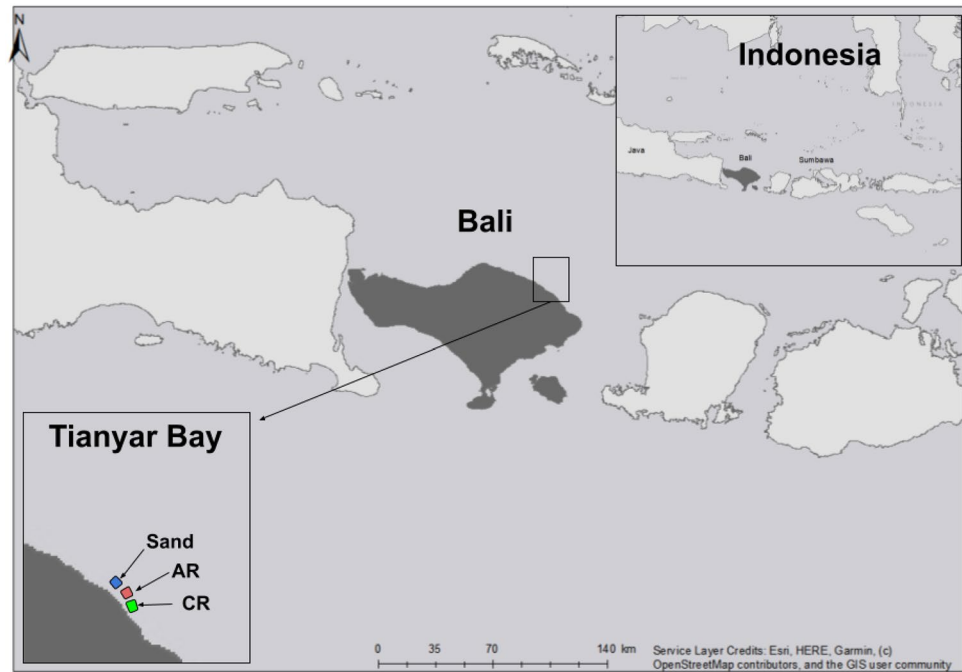 N
Indonesia
INDONESIA
Java
Bali
Sumbawa
Bali
Tianyar Bay
Sand
AR
CR
0 35 70 140 km
Service Layer Credits: Esri, HERE, Garmin, (c)
OpenStreetMap contributors, and the GIS user community